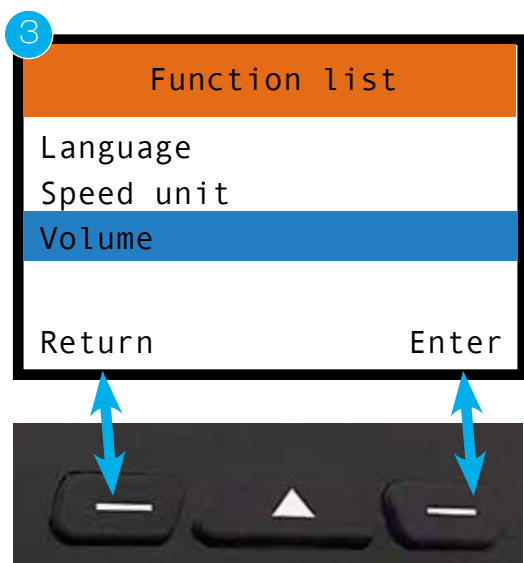 3
Function list
Language
Speed unit
Volume
Return Enter